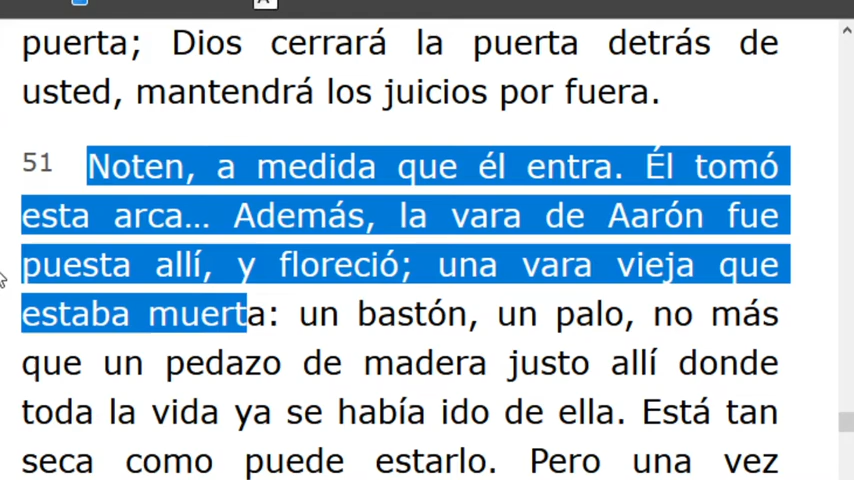 puerta; Dios cerrará la puerta detrás de
usted, mantendrá los juicios por fuera.
51 Noten, a medida que él entra. Él tomó
esta arca... Además, la vara de Aarón fue
puesta allí, y floreció; una vara vieja que
estaba muerta: un bastón, un palo, no más
que un pedazo de madera justo allí donde
toda la vida ya se había ido de ella. Está tan
seca como puede estarlo. Pero una vez